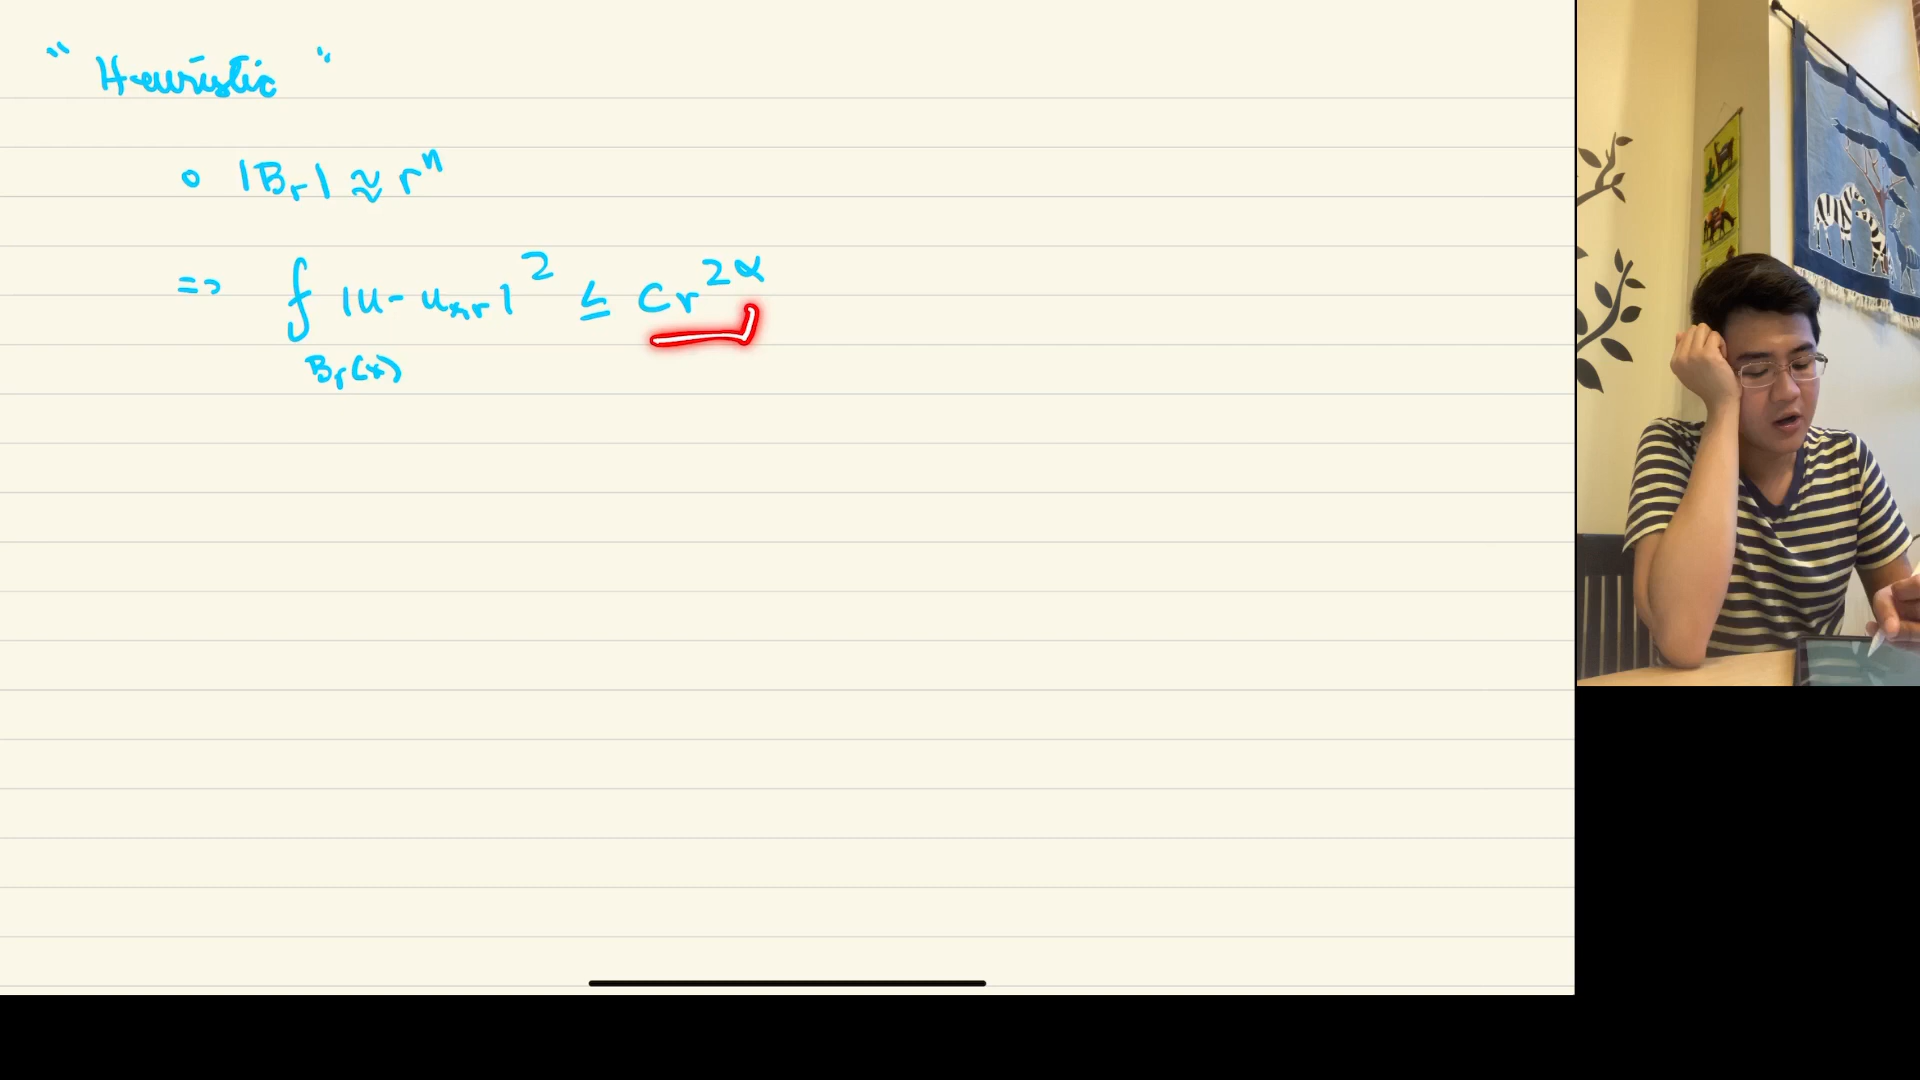 " Heuristic "
∘ |B_r| ≈ r^n
=> ⨍_{B_r(x)} |u - u_{x,r}|^2 ≤ Cr^{2α}